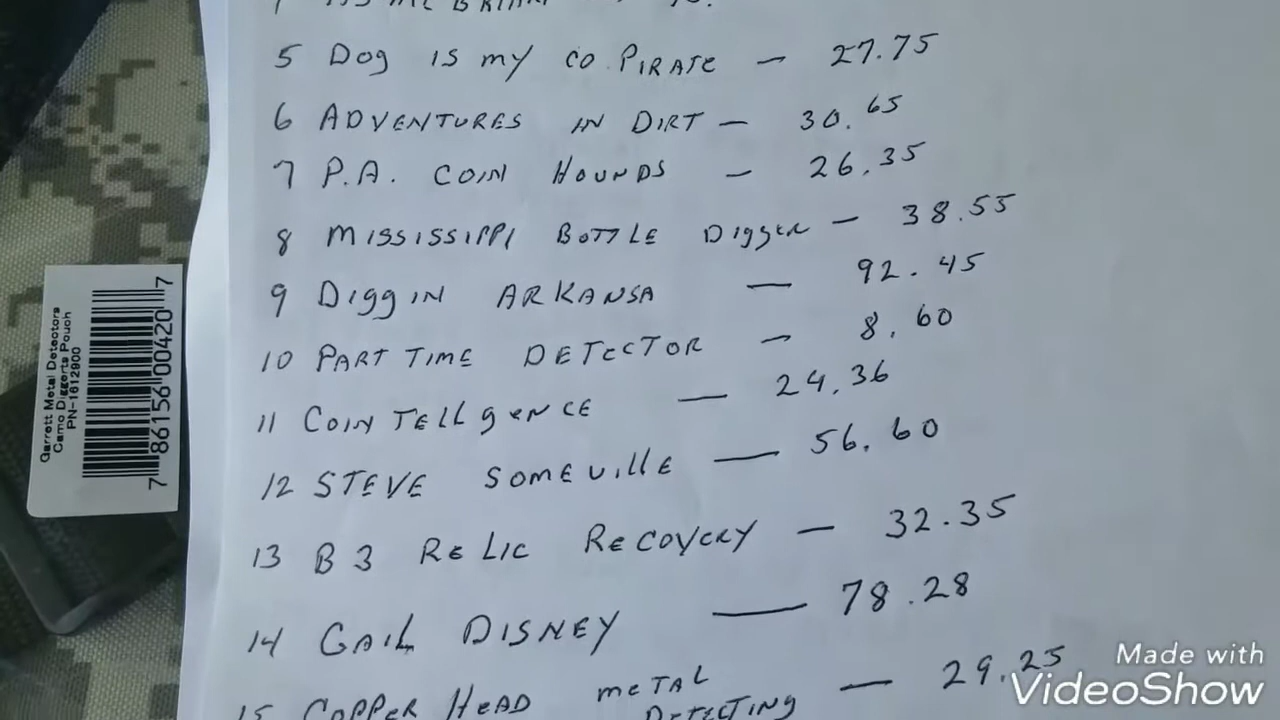 5 Dog is my co PiRATE — 27.75
6 ADVENTURES IN DIRT — 30.65
7 P.A. COIN HOUNDS — 26.35
8 MISSISSIPPI BOTTLE DiggER — 38.55
9 DiggIN ARKANSA — 92.45
10 PART TIME DETECTOR — 8.60
11 COIN TELLgENCE — 24.36
12 STEVE SOMEVillE — 56.60
13 B3 RELIC RECOVERY — 32.35
14 GAIL DISNEY — 78.28
15 COPPER HEAD METAL DETECTING — 29.25
Garrett Metal Detectors
Camo Diggers Pouch
PN-1612900
7 86156 00420 7
Made with
VideoShow